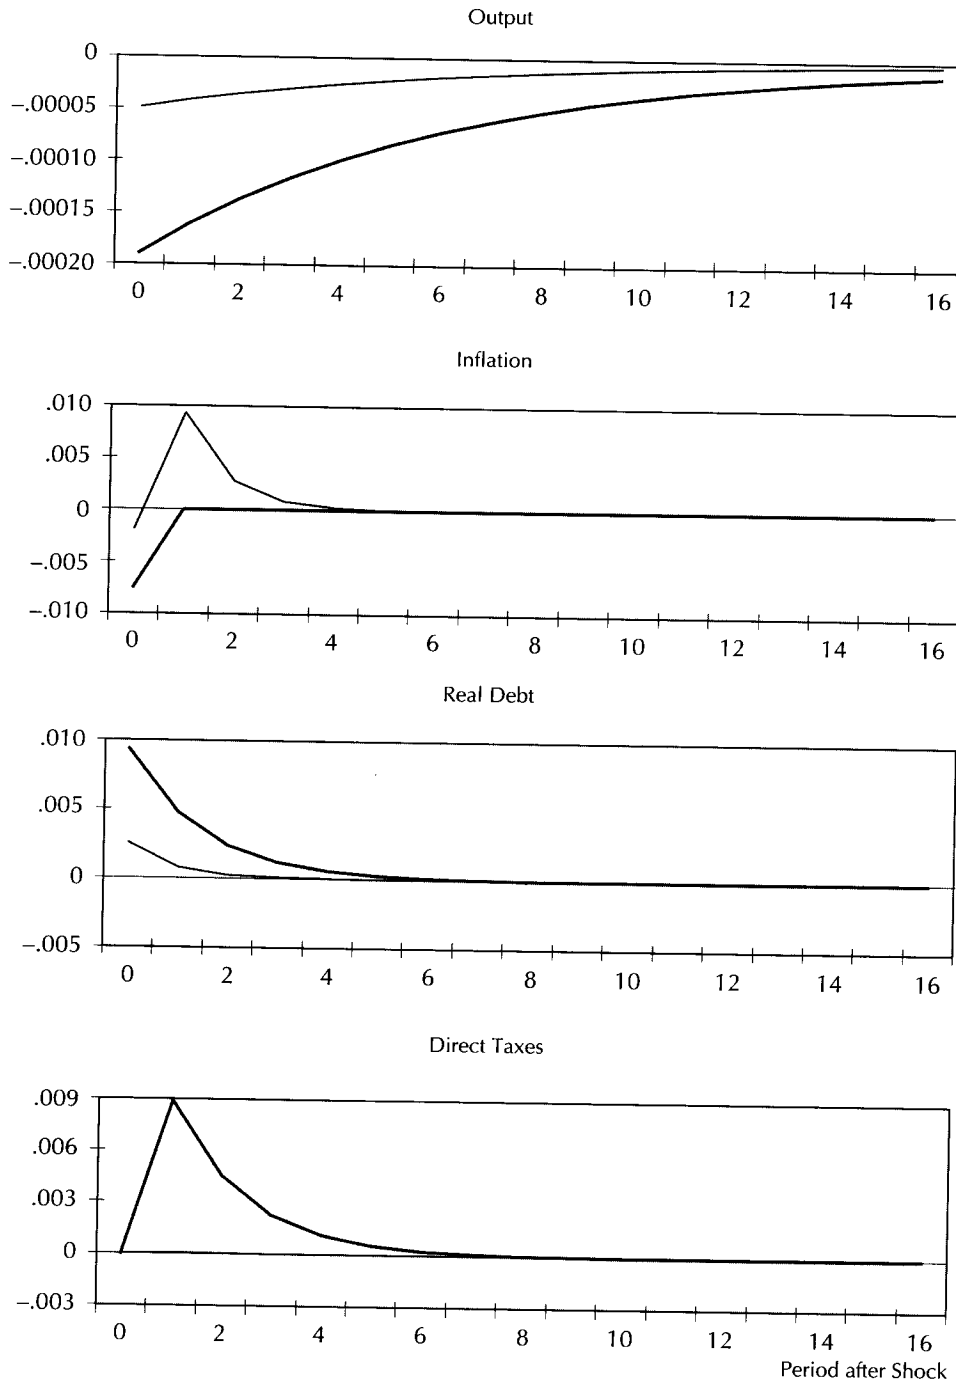 Output
0
–.00005
–.00010
–.00015
–.00020
0 2 4 6 8 10 12 14 16
Inflation
.010
.005
0
–.005
–.010
0 2 4 6 8 10 12 14 16
Real Debt
.010
.005
0
–.005
0 2 4 6 8 10 12 14 16
Direct Taxes
.009
.006
.003
0
–.003
0 2 4 6 8 10 12 14 16
Period after Shock